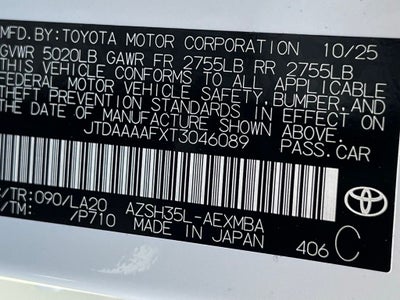 MFD. BY: TOYOTA MOTOR CORPORATION 10/25
GVWR 5020LB GAWR FR 2755LB RR 2755LB
THIS VEHICLE CONFORMS TO ALL APPLICABLE
FEDERAL MOTOR VEHICLE SAFETY, BUMPER, AND
THEFT PREVENTION STANDARDS IN EFFECT ON
THE DATE OF MANUFACTURE SHOWN ABOVE.
JTDAAAAFXT3046089 PASS.CAR
C/TR:090/LA20 AZSH35L-AEXMBA
/TM: /P710 MADE IN JAPAN 406 C
TOYOTA